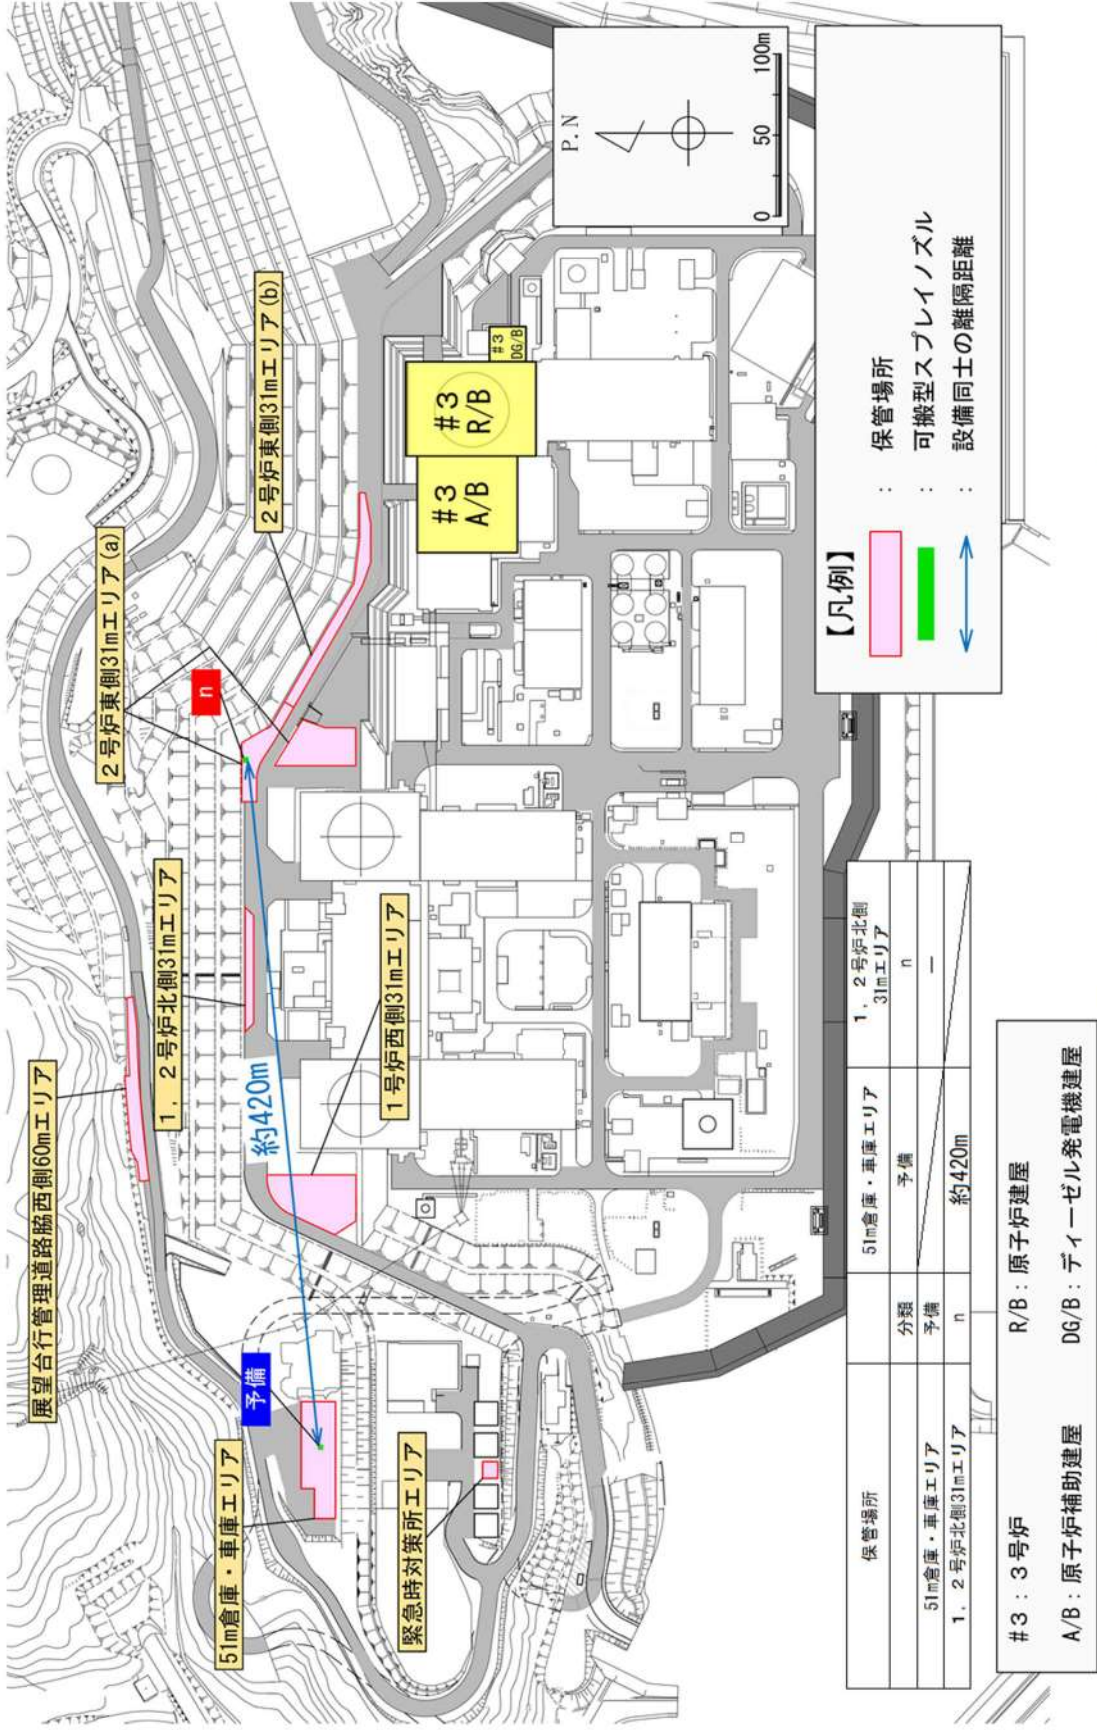 展望台行管理道路脇西側60mエリア
2号炉東側31mエリア(a)
2号炉東側31mエリア(b)
1，2号炉北側31mエリア
1号炉西側31mエリア
51m倉庫・車庫エリア
緊急時対策所エリア
予備
n
約420m
#3
R/B
#3
A/B
#3
DG/B
P.N
0 50 100m
【凡例】
： 保管場所
： 可搬型スプレイノズル
： 設備同士の離隔距離
保管場所 分類 51m倉庫・車庫エリア 1，2号炉北側
31mエリア
予備 n
51m倉庫・車庫エリア 予備 ―
1，2号炉北側31mエリア n 約420m
#3：3号炉 R/B：原子炉建屋
A/B：原子炉補助建屋 DG/B：ディーゼル発電機建屋